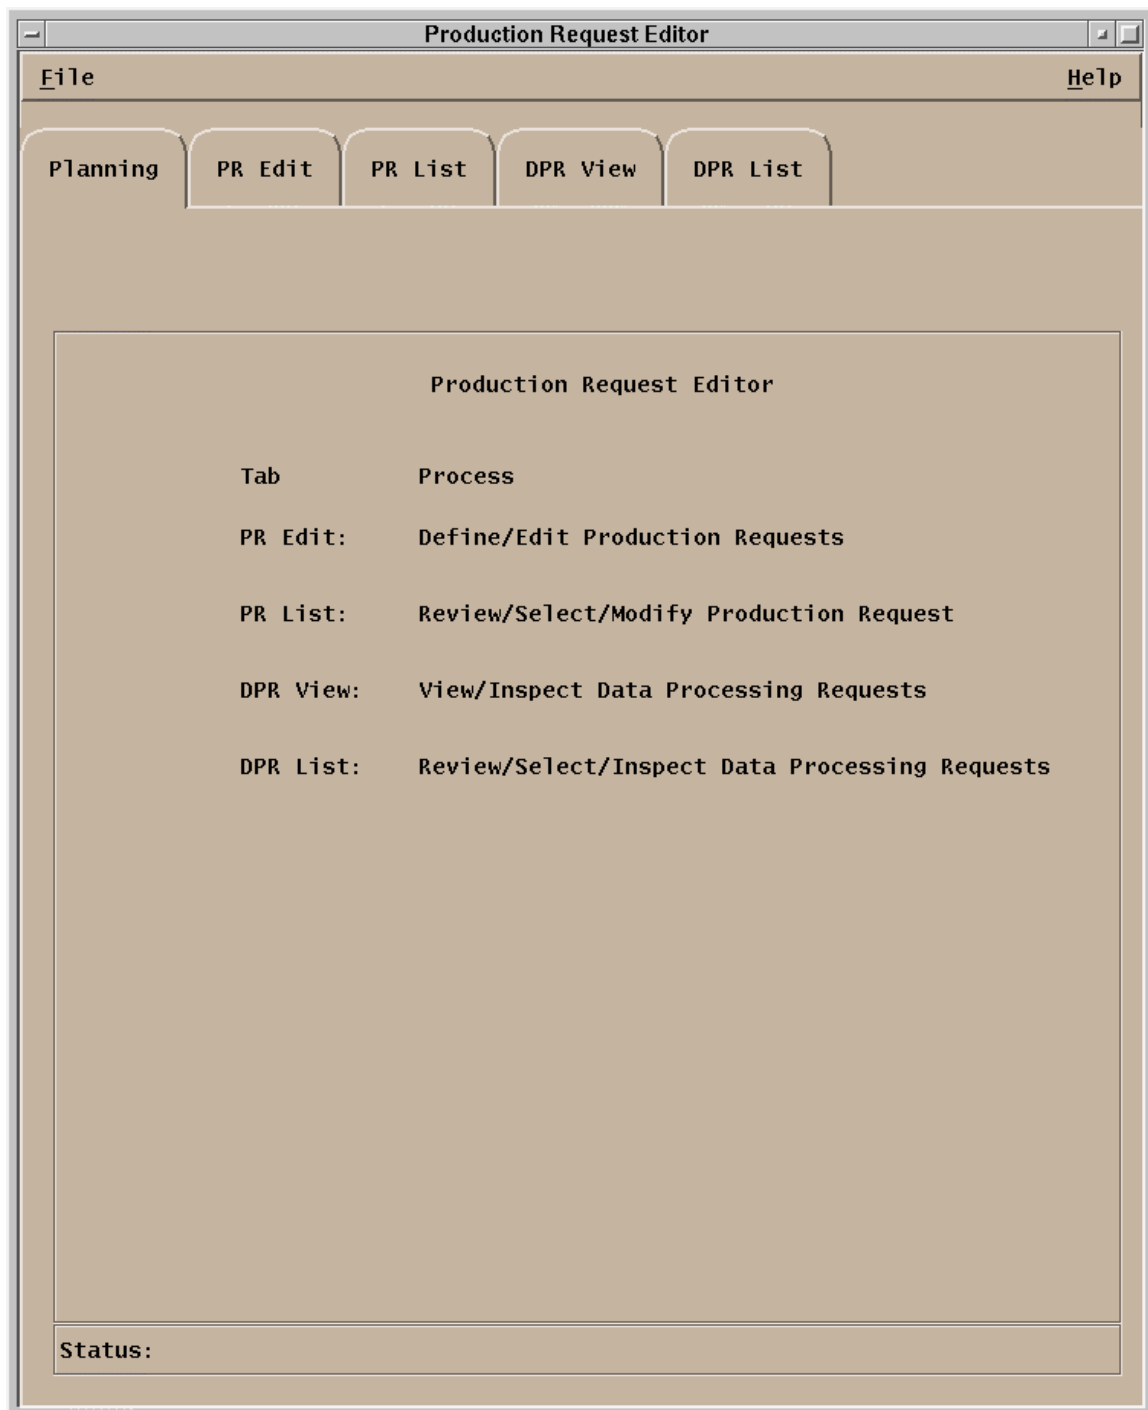 Production Request Editor
File Help
Planning PR Edit PR List DPR View DPR List
Production Request Editor
Tab Process
PR Edit: Define/Edit Production Requests
PR List: Review/Select/Modify Production Request
DPR View: View/Inspect Data Processing Requests
DPR List: Review/Select/Inspect Data Processing Requests
Status: